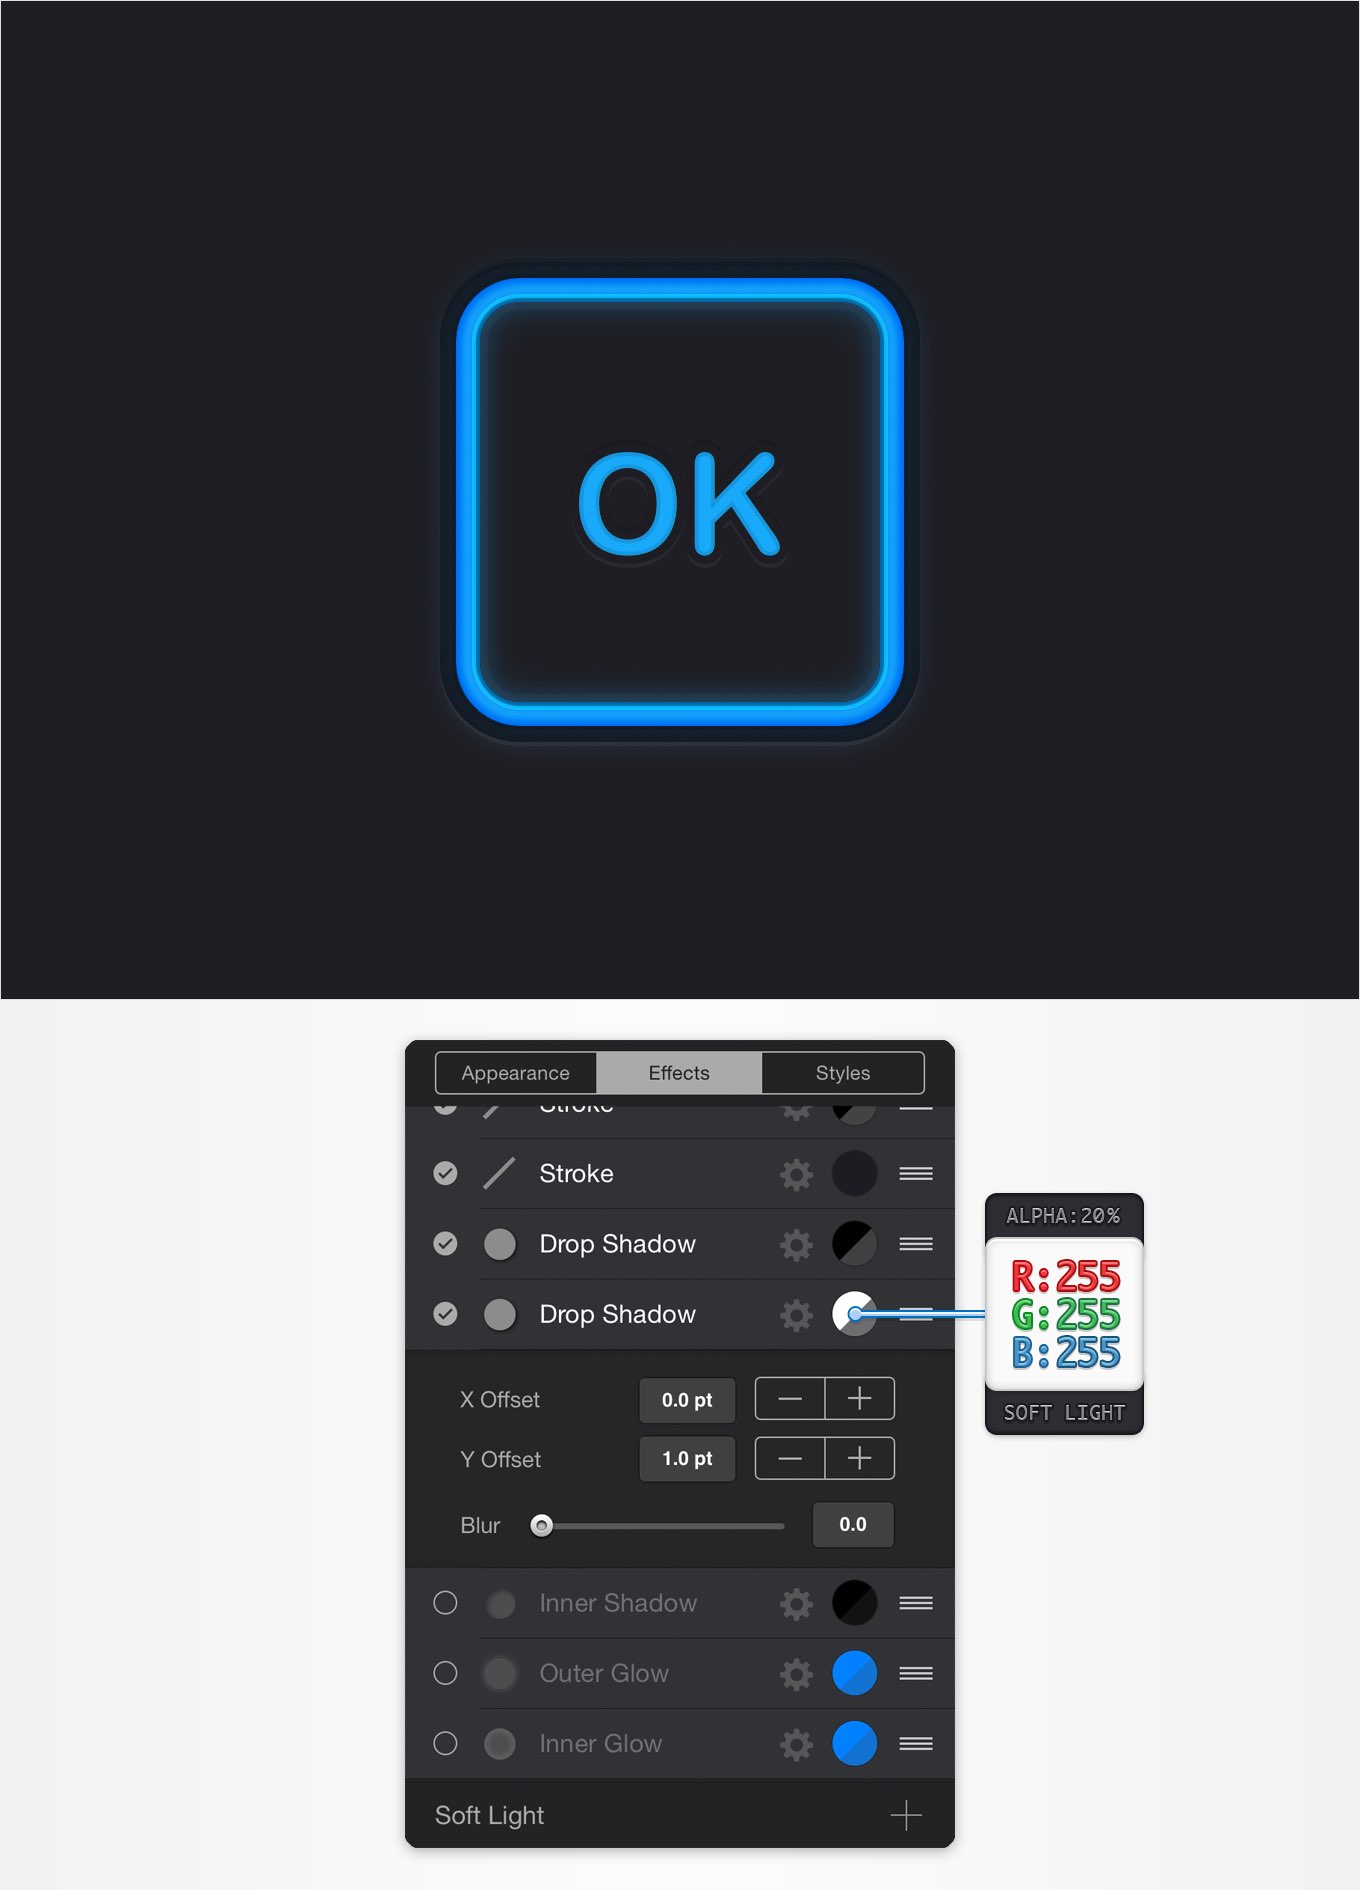 OK
Appearance Effects Styles
Stroke
Stroke
Drop Shadow
Drop Shadow
ALPHA:20%
R:255
G:255
B:255
SOFT LIGHT
X Offset 0.0 pt
Y Offset 1.0 pt
Blur 0.0
Inner Shadow
Outer Glow
Inner Glow
Soft Light